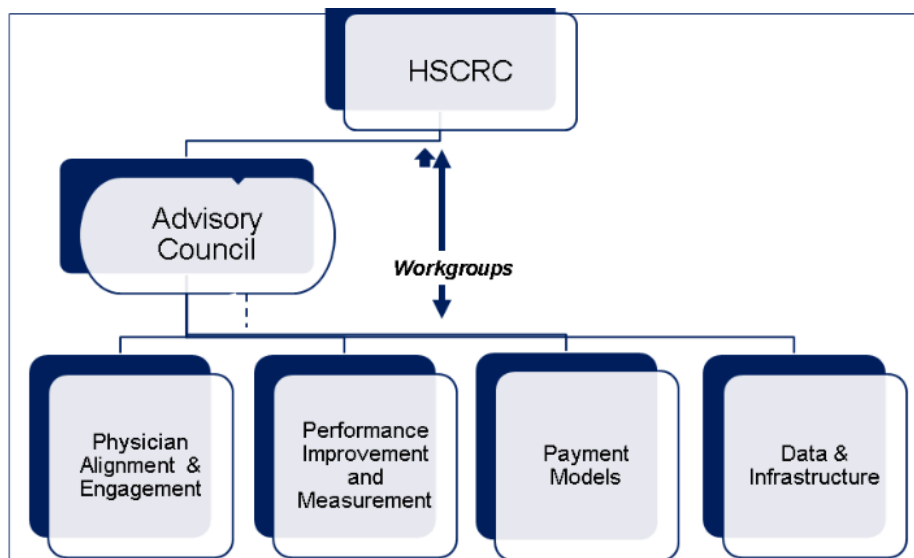 HSCRC
Advisory
Council
Workgroups
Physician
Alignment &
Engagement
Performance
Improvement
and
Measurement
Payment
Models
Data &
Infrastructure